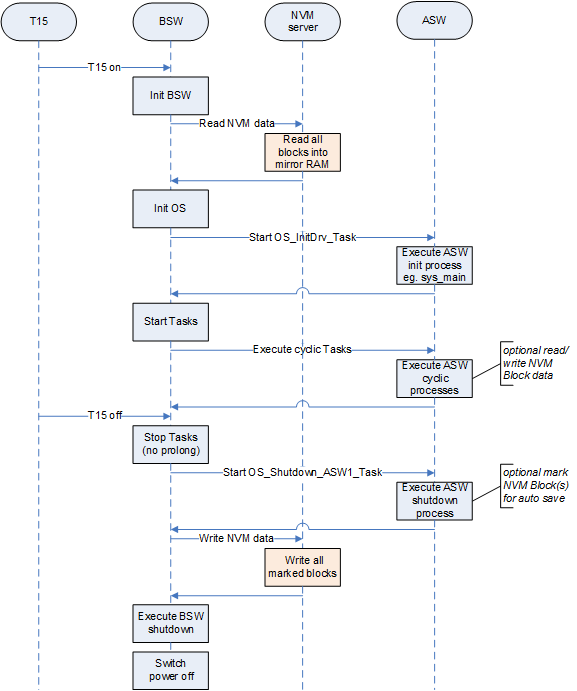 T15
BSW
NVM
server
ASW
T15 on
Init BSW
Read NVM data
Read all
blocks into
mirror RAM
Init OS
Start OS_InitDrv_Task
Execute ASW
init process
eg. sys_main
Start Tasks
Execute cyclic Tasks
optional read/
write NVM
Block data
Execute ASW
cyclic
processes
T15 off
Stop Tasks
(no prolong)
Start OS_Shutdown_ASW1_Task
optional mark
NVM Block(s)
for auto save
Execute ASW
shutdown
process
Write NVM data
Write all
marked blocks
Execute BSW
shutdown
Switch
power off